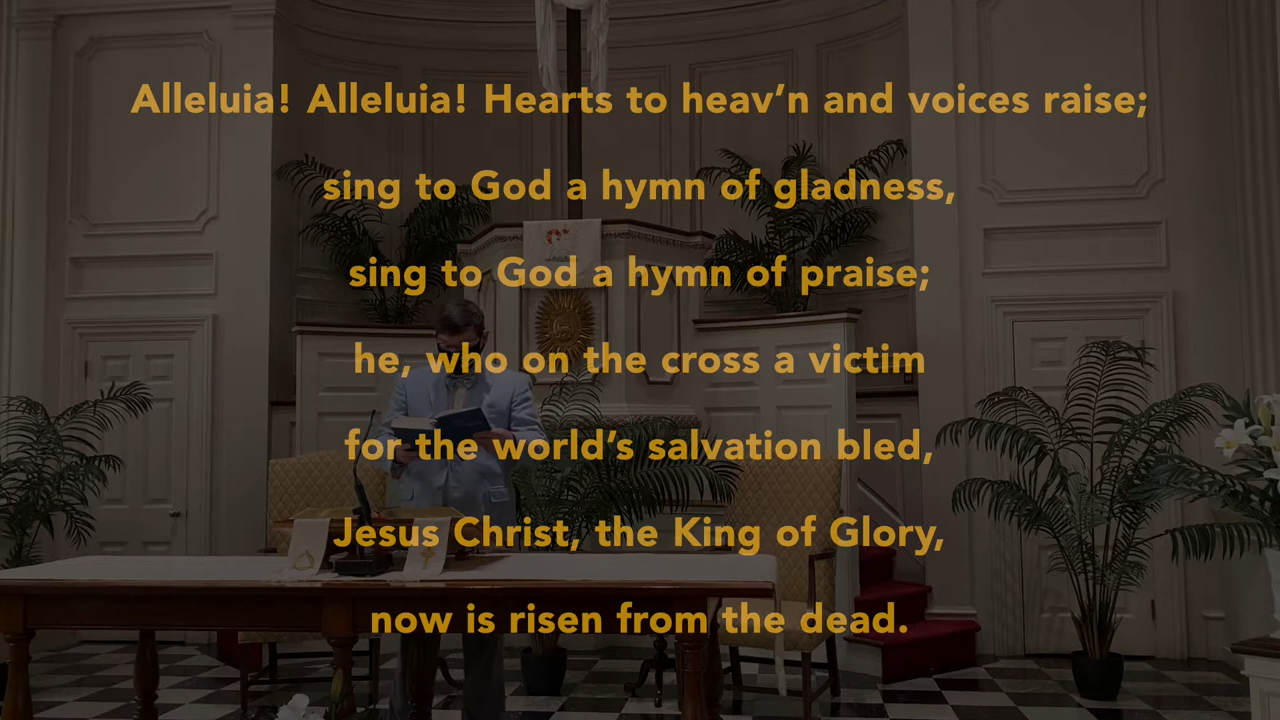 Alleluia! Alleluia! Hearts to heav’n and voices raise;
sing to God a hymn of gladness,
sing to God a hymn of praise;
he, who on the cross a victim
for the world’s salvation bled,
Jesus Christ, the King of Glory,
now is risen from the dead.